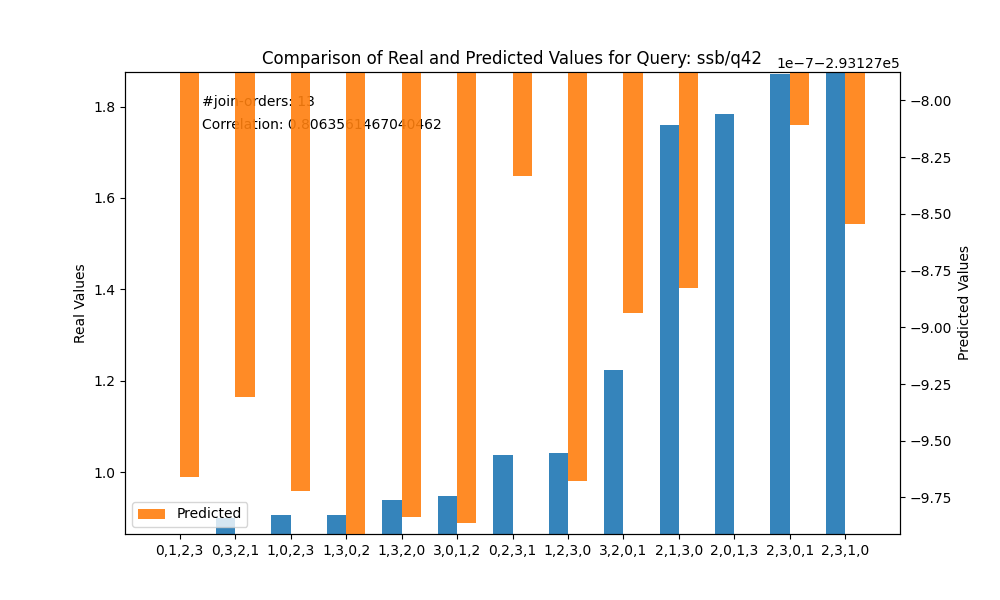 Comparison of Real and Predicted Values for Query: ssb/q42
1e-7−2.93127e5
#join-orders: 13
Correlation: 0.8063561467040462
1.8
1.6
1.4
1.2
1.0
Real Values
−8.00
−8.25
−8.50
−8.75
−9.00
−9.25
−9.50
−9.75
Predicted Values
Predicted
0,1,2,3 0,3,2,1 1,0,2,3 1,3,0,2 1,3,2,0 3,0,1,2 0,2,3,1 1,2,3,0 3,2,0,1 2,1,3,0 2,0,1,3 2,3,0,1 2,3,1,0